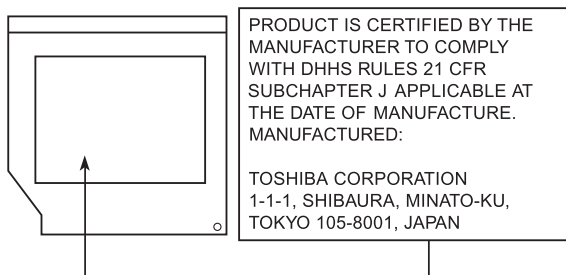 PRODUCT IS CERTIFIED BY THE
MANUFACTURER TO COMPLY
WITH DHHS RULES 21 CFR
SUBCHAPTER J APPLICABLE AT
THE DATE OF MANUFACTURE.
MANUFACTURED:
TOSHIBA CORPORATION
1-1-1, SHIBAURA, MINATO-KU,
TOKYO 105-8001, JAPAN